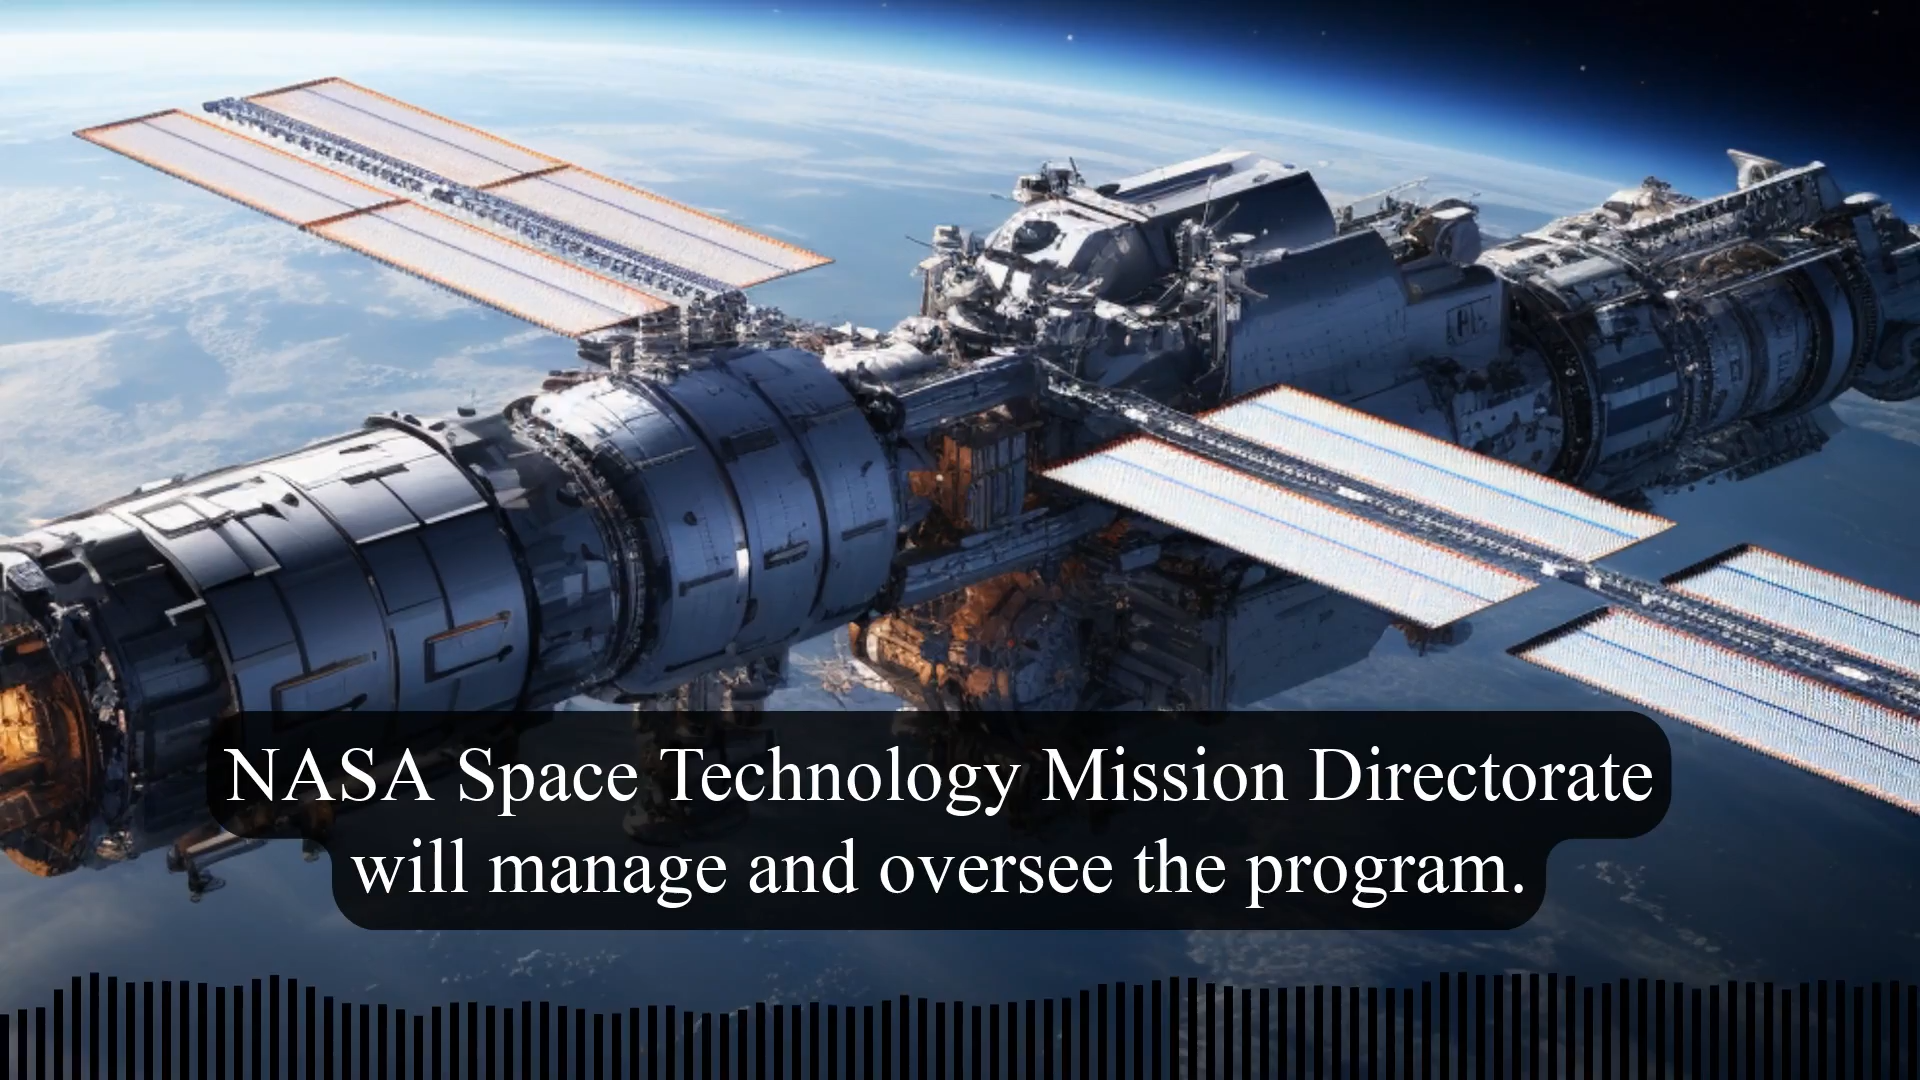 NASA Space Technology Mission Directorate
will manage and oversee the program.